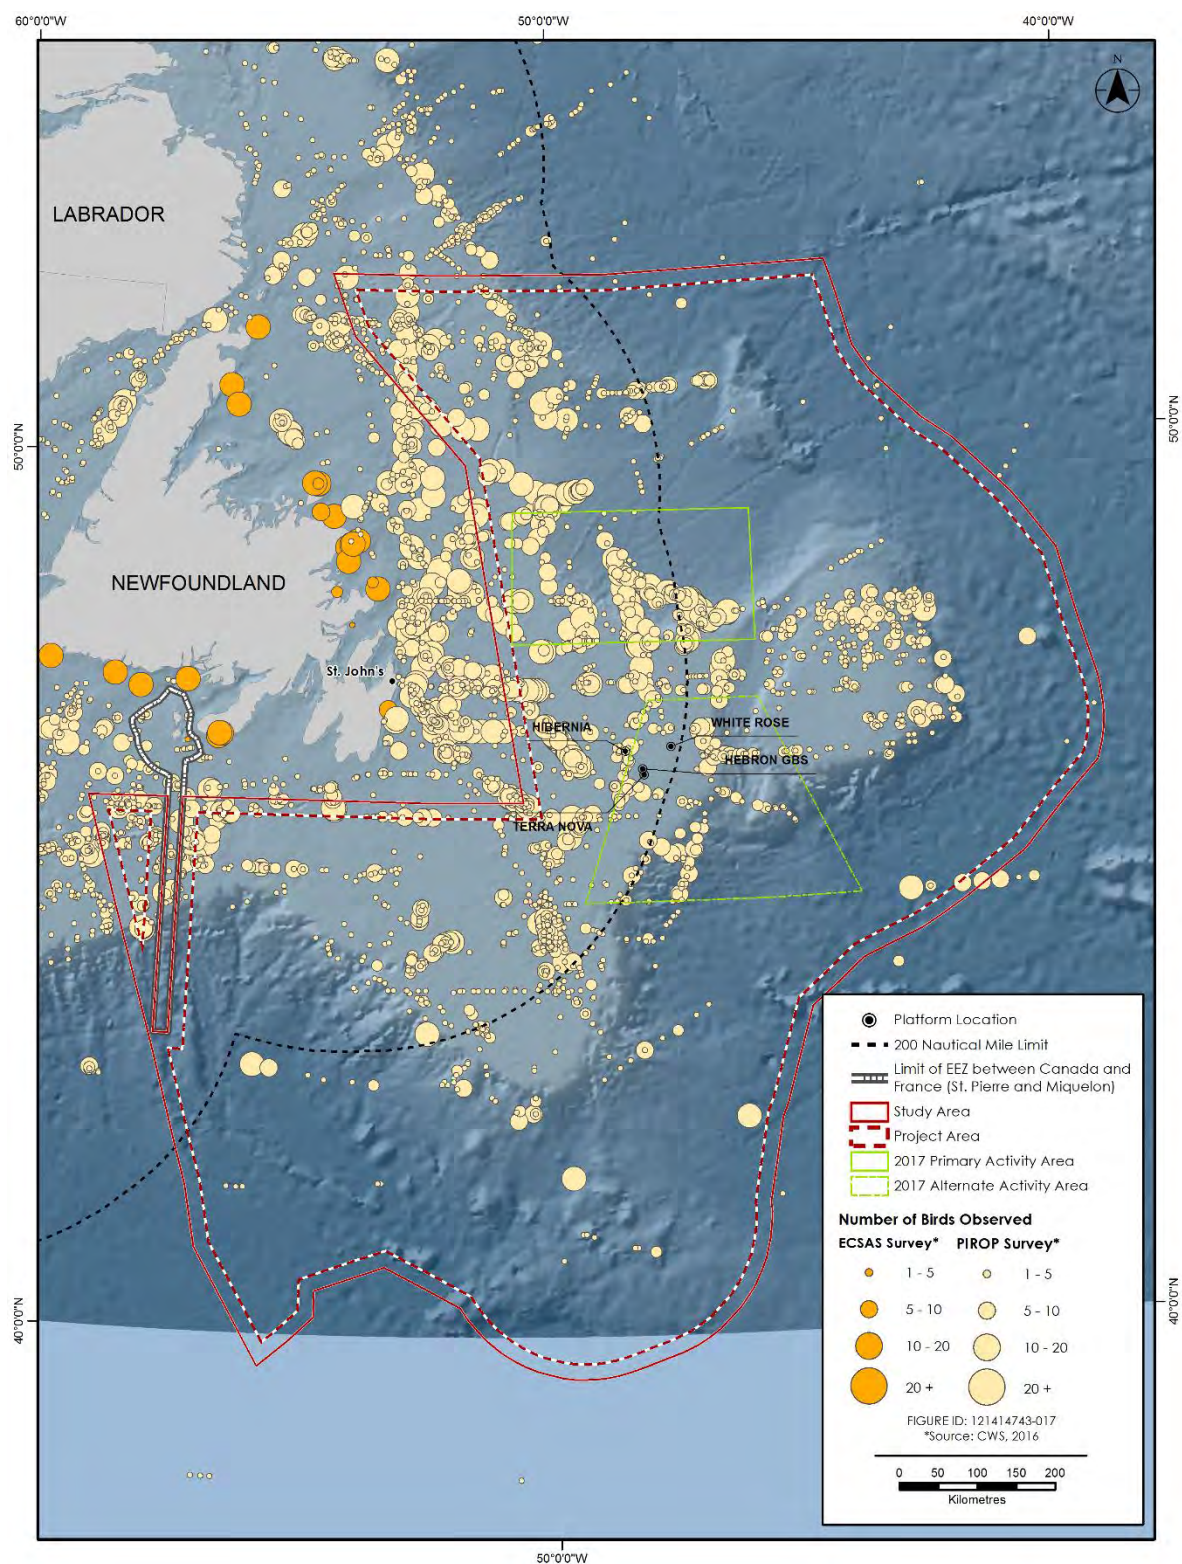 60°0'0"W
50°0'0"W
40°0'0"W
N
LABRADOR
50°0'0"N
50°0'0"N
NEWFOUNDLAND
St. John's
HIBERNIA
WHITE ROSE
HEBRON GBS
TERRA NOVA
Platform Location
200 Nautical Mile Limit
Limit of EEZ between Canada and
France (St. Pierre and Miquelon)
Study Area
Project Area
2017 Primary Activity Area
2017 Alternate Activity Area
Number of Birds Observed
ECSAS Survey* PIROP Survey*
1 - 5 1 - 5
5 - 10 5 - 10
10 - 20 10 - 20
20 + 20 +
FIGURE ID: 121414743-017
*Source: CWS, 2016
0 50 100 150 200
Kilometres
40°0'0"N
40°0'0"N
50°0'0"W